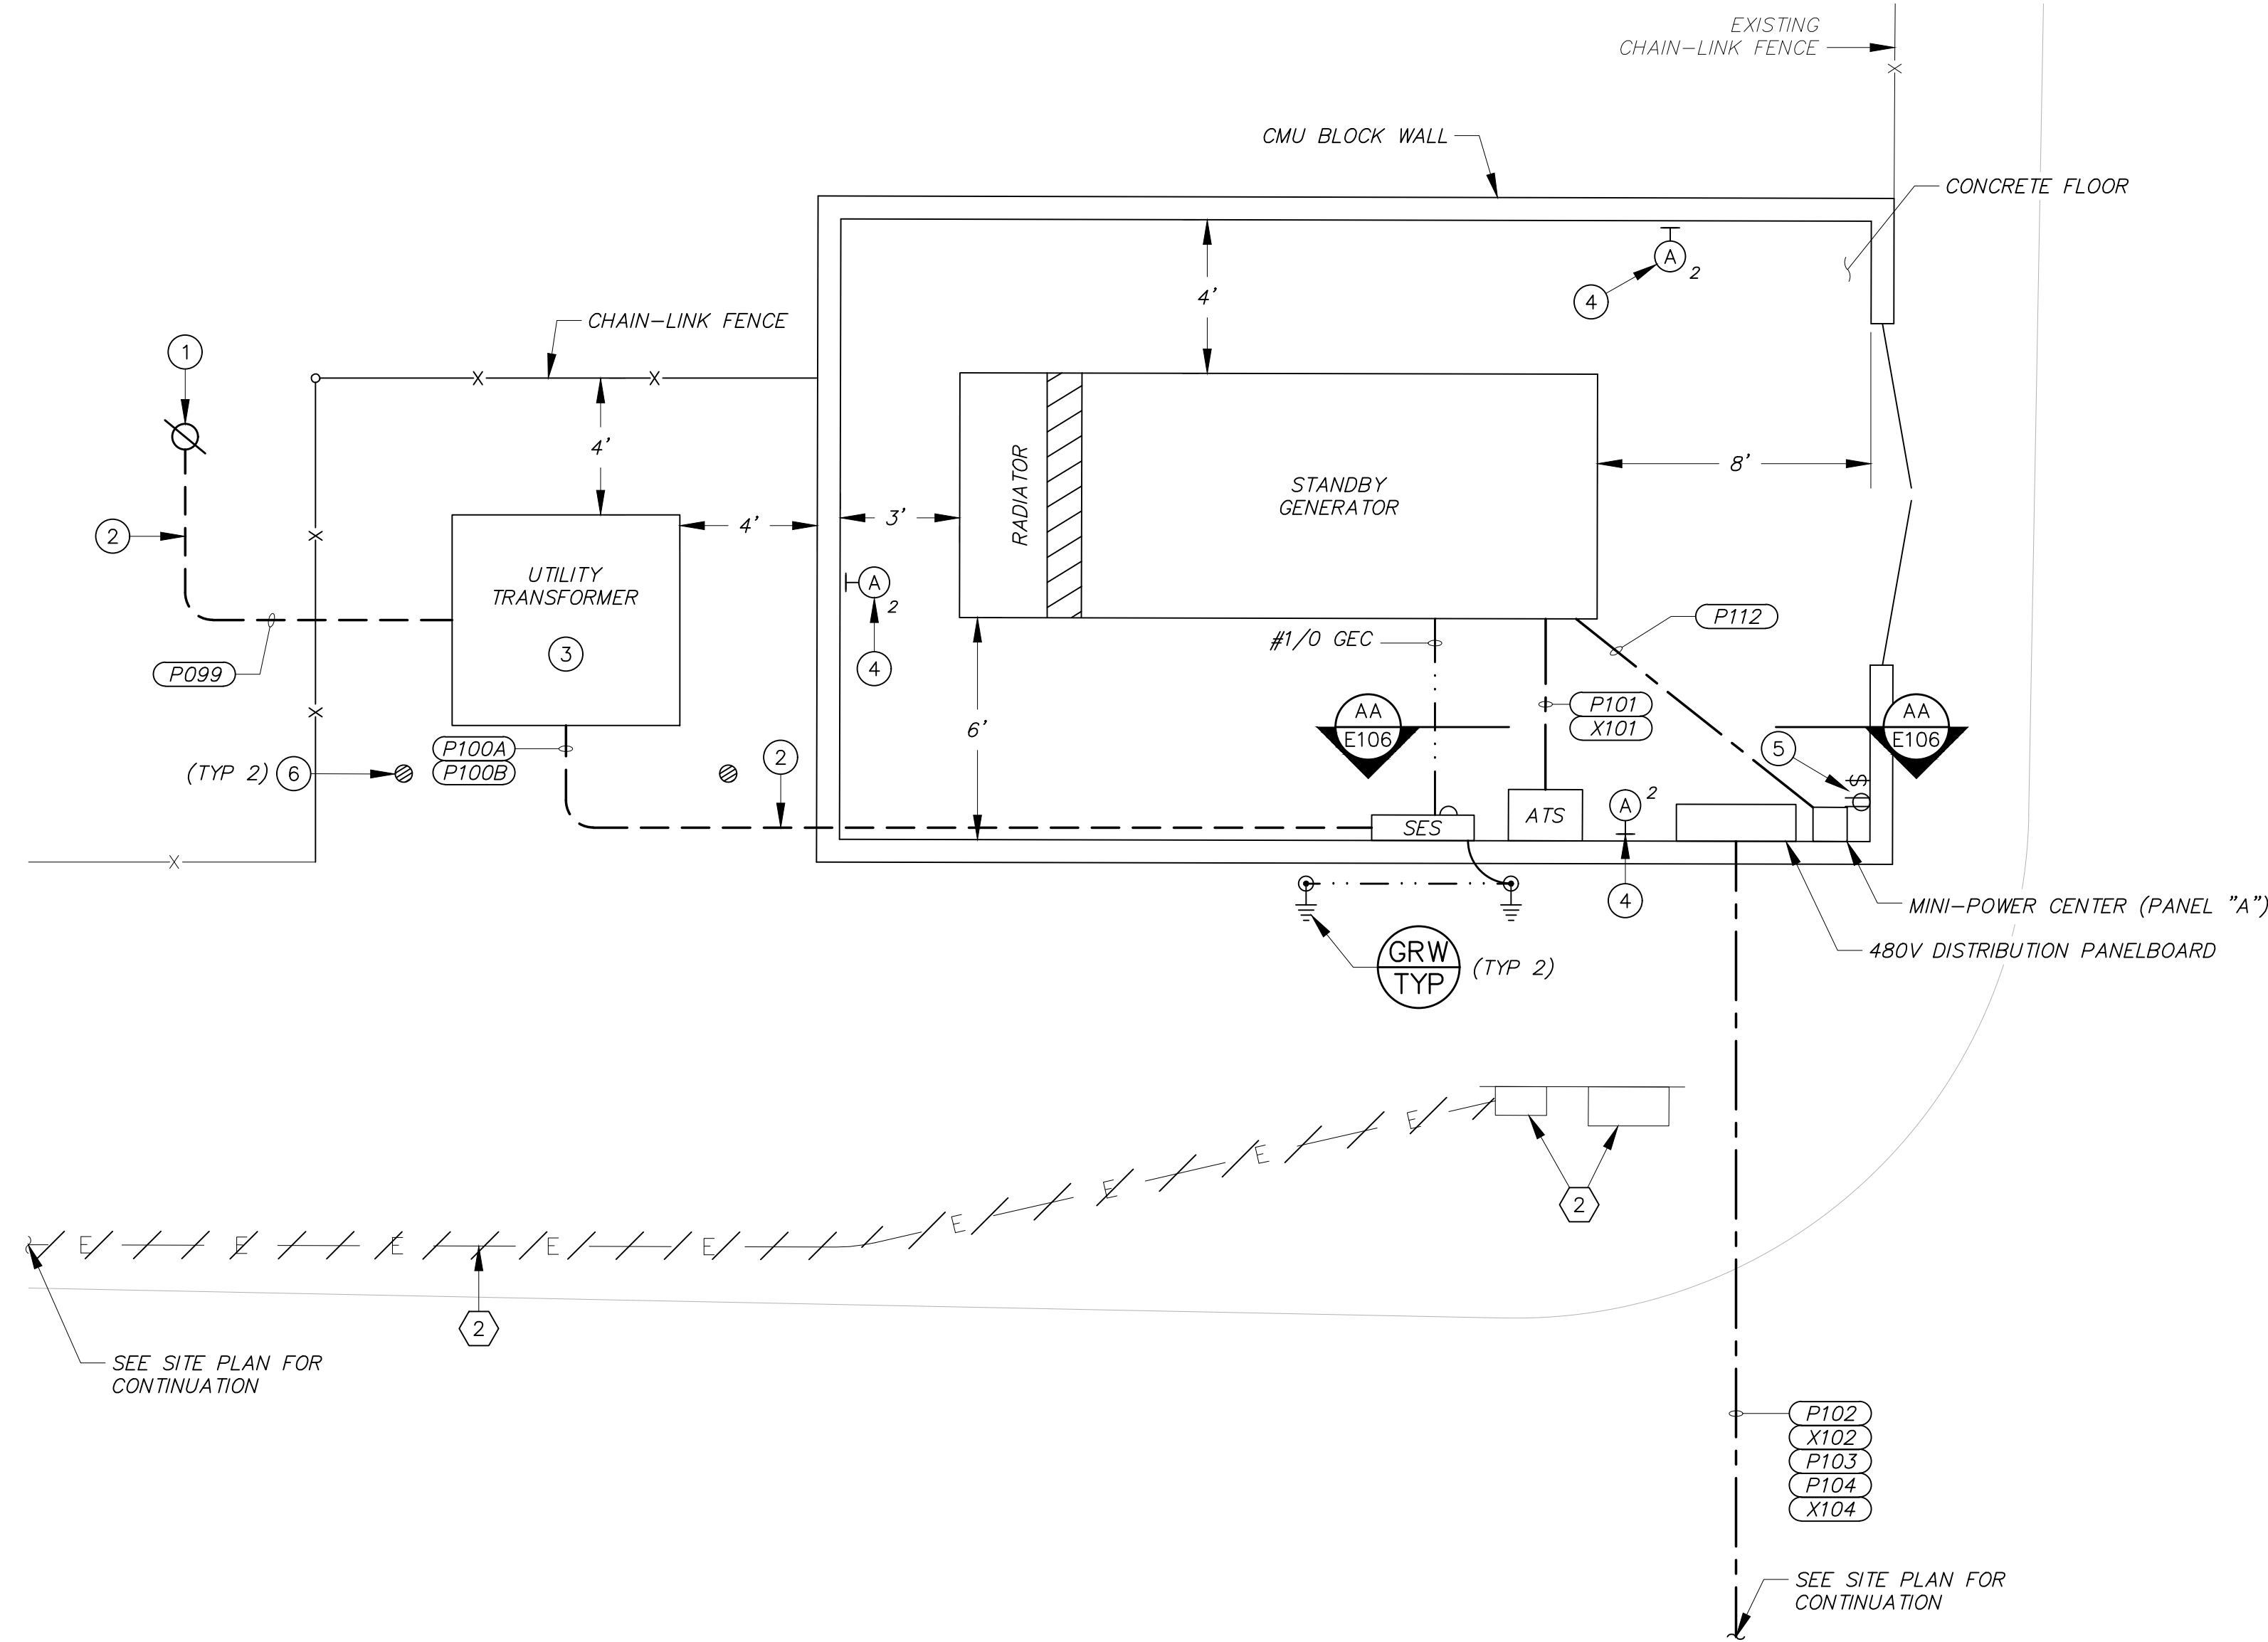 EXISTING
CHAIN-LINK FENCE
X
CMU BLOCK WALL
CONCRETE FLOOR
A
2
4
4'
CHAIN-LINK FENCE
1
X
X
4'
RADIATOR
STANDBY
GENERATOR
8'
2
X
4'
3'
UTILITY
TRANSFORMER
A
2
3
4
P099
#1/0 GEC
P112
X
6'
P101
X101
AA
E106
AA
E106
P100A
P100B
(TYP 2)
6
2
5
S
A
2
SES
ATS
4
X
MINI-POWER CENTER (PANEL "A")
480V DISTRIBUTION PANELBOARD
GRW
TYP
(TYP 2)
2
E
E
E
E
E
E
E
E
E
2
SEE SITE PLAN FOR
CONTINUATION
P102
X102
P103
P104
X104
SEE SITE PLAN FOR
CONTINUATION